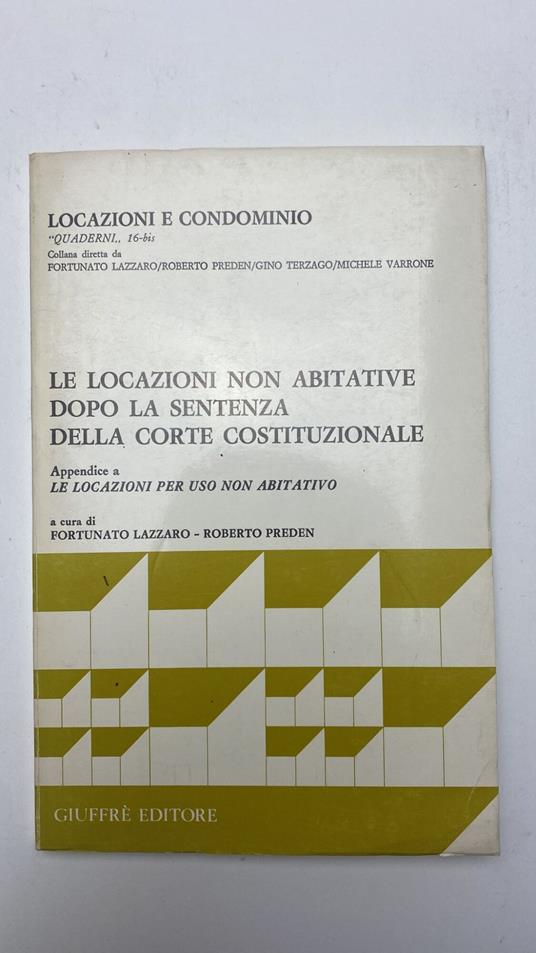 LOCAZIONI E CONDOMINIO
“QUADERNI„ 16-bis
Collana diretta da
FORTUNATO LAZZARO/ROBERTO PREDEN/GINO TERZAGO/MICHELE VARRONE
LE LOCAZIONI NON ABITATIVE
DOPO LA SENTENZA
DELLA CORTE COSTITUZIONALE
Appendice a
LE LOCAZIONI PER USO NON ABITATIVO
a cura di
FORTUNATO LAZZARO - ROBERTO PREDEN
GIUFFRÈ EDITORE